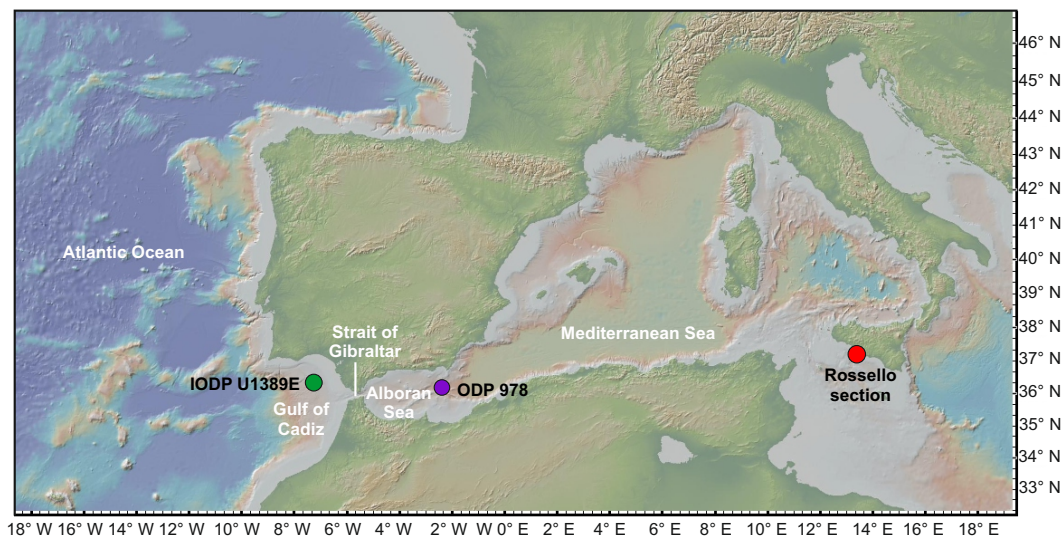 46° N
45° N
44° N
43° N
42° N
41° N
Atlantic Ocean
40° N
39° N
Strait of
Gibraltar
Mediterranean Sea
38° N
37° N
IODP U1389E
Alboran
Sea
ODP 978
Rossello
section
36° N
Gulf of
Cadiz
35° N
34° N
33° N
18° W 16° W 14° W 12° W 10° W 8° W 6° W 4° W 2° W 0° E 2° E 4° E 6° E 8° E 10° E 12° E 14° E 16° E 18° E